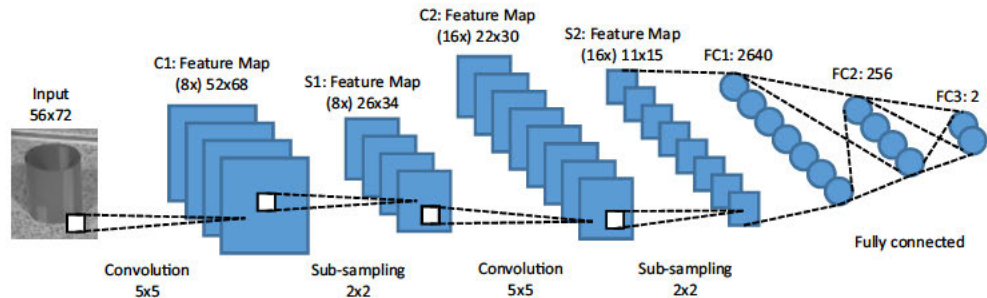 Input
56x72
C1: Feature Map
(8x) 52x68
S1: Feature Map
(8x) 26x34
C2: Feature Map
(16x) 22x30
S2: Feature Map
(16x) 11x15
FC1: 2640
FC2: 256
FC3: 2
Convolution
5x5
Sub-sampling
2x2
Convolution
5x5
Sub-sampling
2x2
Fully connected